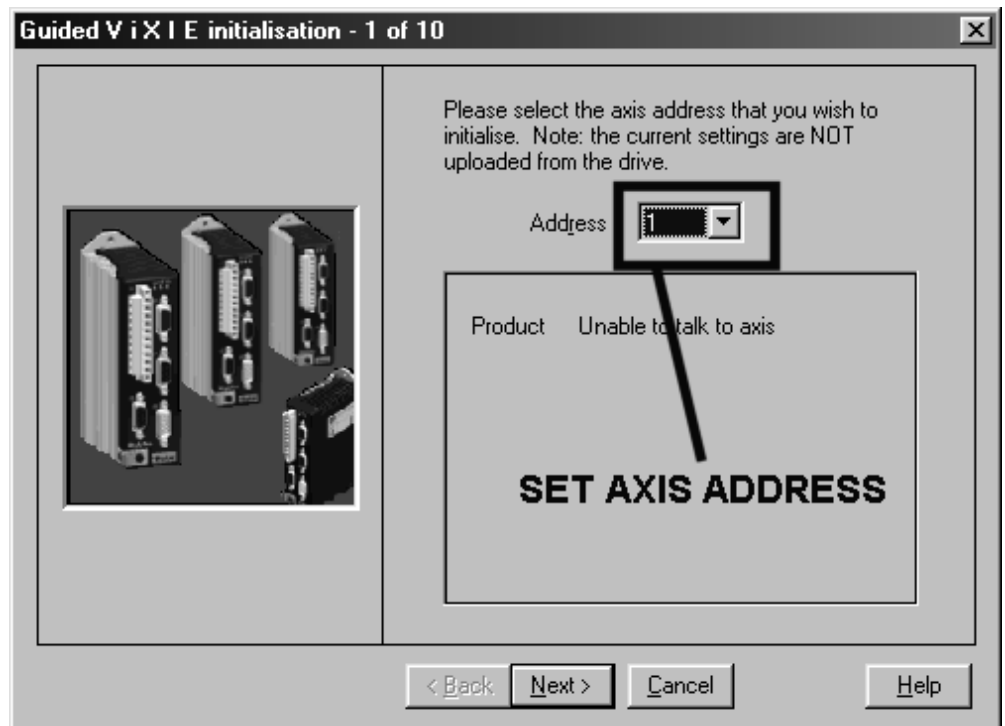 Guided V i X I E initialisation - 1 of 10
Please select the axis address that you wish to
initialise. Note: the current settings are NOT
uploaded from the drive.
Address 1
Product Unable to talk to axis
SET AXIS ADDRESS
< Back Next > Cancel Help